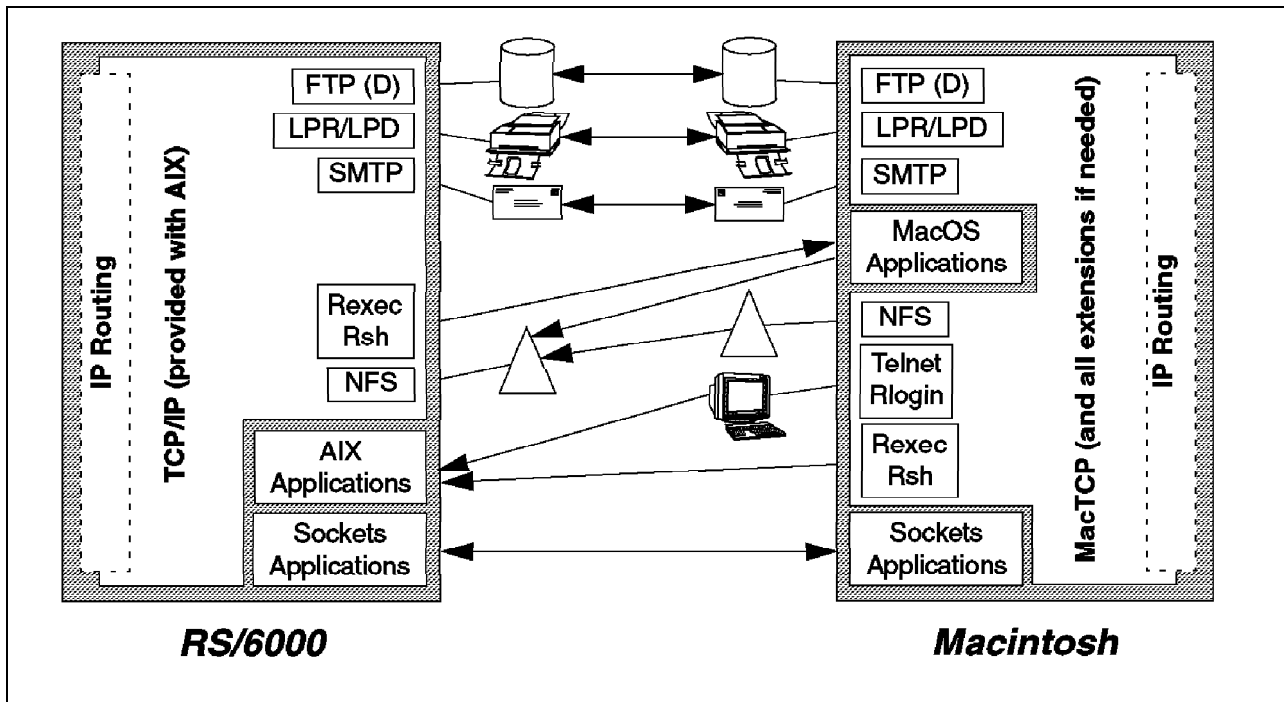 IP Routing
TCP/IP (provided with AIX)
FTP (D)
LPR/LPD
SMTP
Rexec
Rsh
NFS
AIX
Applications
Sockets
Applications
RS/6000
FTP (D)
LPR/LPD
SMTP
MacOS
Applications
NFS
Telnet
Rlogin
Rexec
Rsh
Sockets
Applications
MacTCP (and all extensions if needed)
IP Routing
Macintosh